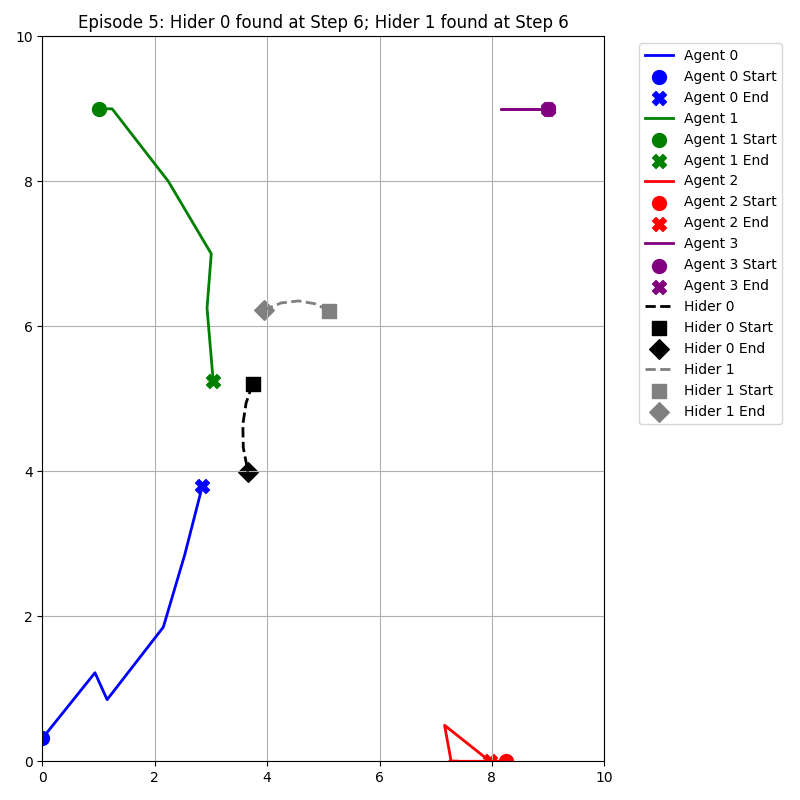 Episode 5: Hider 0 found at Step 6; Hider 1 found at Step 6
10
8
6
4
2
0
0 2 4 6 8 10
Agent 0
Agent 0 Start
Agent 0 End
Agent 1
Agent 1 Start
Agent 1 End
Agent 2
Agent 2 Start
Agent 2 End
Agent 3
Agent 3 Start
Agent 3 End
Hider 0
Hider 0 Start
Hider 0 End
Hider 1
Hider 1 Start
Hider 1 End